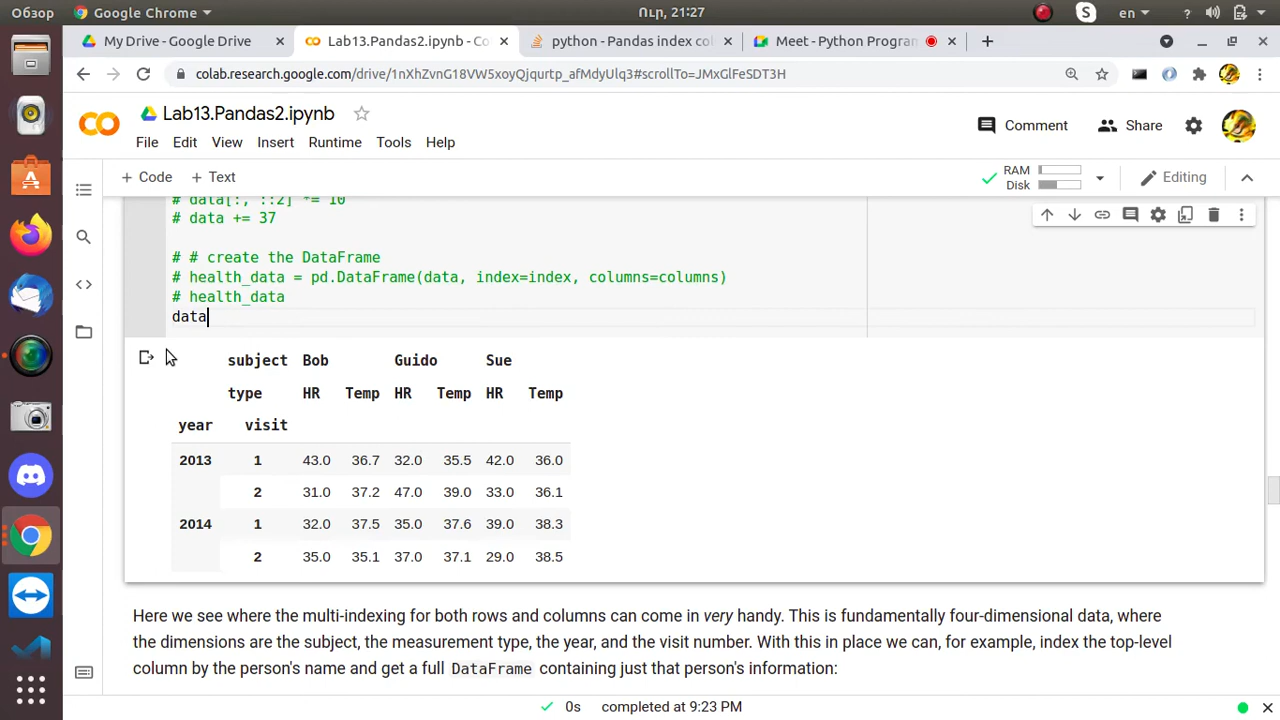 Обзор Google Chrome Ուր, 21:27 en ?
My Drive - Google Drive Lab13.Pandas2.ipynb - Co python - Pandas index co Meet - Python Progra
colab.research.google.com/drive/1nXhZvnG18VW5xoyQjqurtp_afMdyUlq3#scrollTo=JMxGlFeSDT3H
Lab13.Pandas2.ipynb
Comment Share
File Edit View Insert Runtime Tools Help
+ Code + Text RAM Disk Editing
# data[:, ::2] *= 10
# data += 37
# # create the DataFrame
# health_data = pd.DataFrame(data, index=index, columns=columns)
# health_data
data
subject Bob Guido Sue
type HR Temp HR Temp HR Temp
year visit
2013 1 43.0 36.7 32.0 35.5 42.0 36.0
2 31.0 37.2 47.0 39.0 33.0 36.1
2014 1 32.0 37.5 35.0 37.6 39.0 38.3
2 35.0 35.1 37.0 37.1 29.0 38.5
Here we see where the multi-indexing for both rows and columns can come in very handy. This is fundamentally four-dimensional data, where
the dimensions are the subject, the measurement type, the year, and the visit number. With this in place we can, for example, index the top-level
column by the person's name and get a full DataFrame containing just that person's information:
0s completed at 9:23 PM